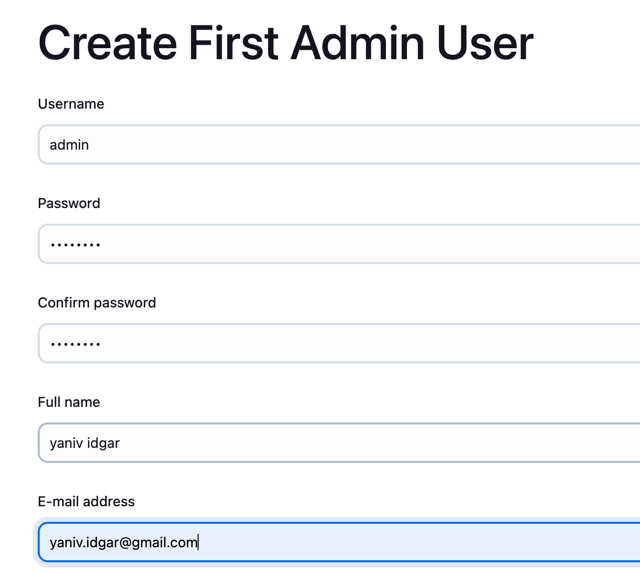 Create First Admin User
Username
admin
Password
••••••••
Confirm password
••••••••
Full name
yaniv idgar
E-mail address
yaniv.idgar@gmail.com